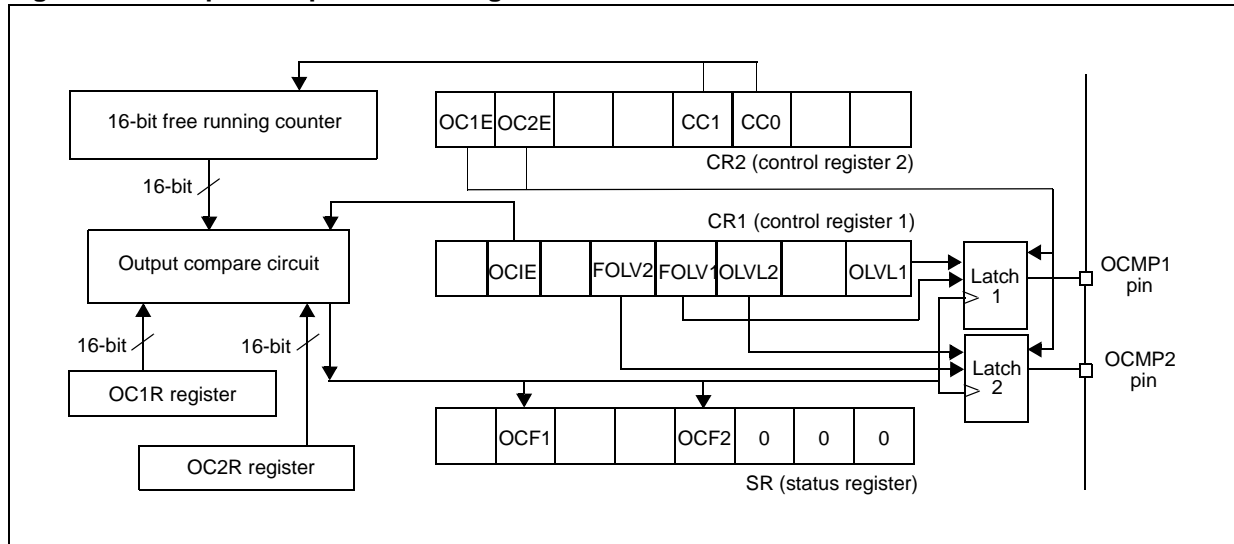 16-bit free running counter
OC1E OC2E CC1 CC0
CR2 (control register 2)
16-bit
CR1 (control register 1)
Output compare circuit
OCIE FOLV2 FOLV1 OLVL2 OLVL1
Latch
1
OCMP1
pin
16-bit
16-bit
Latch
2
OCMP2
pin
OC1R register
OCF1 OCF2 0 0 0
OC2R register
SR (status register)